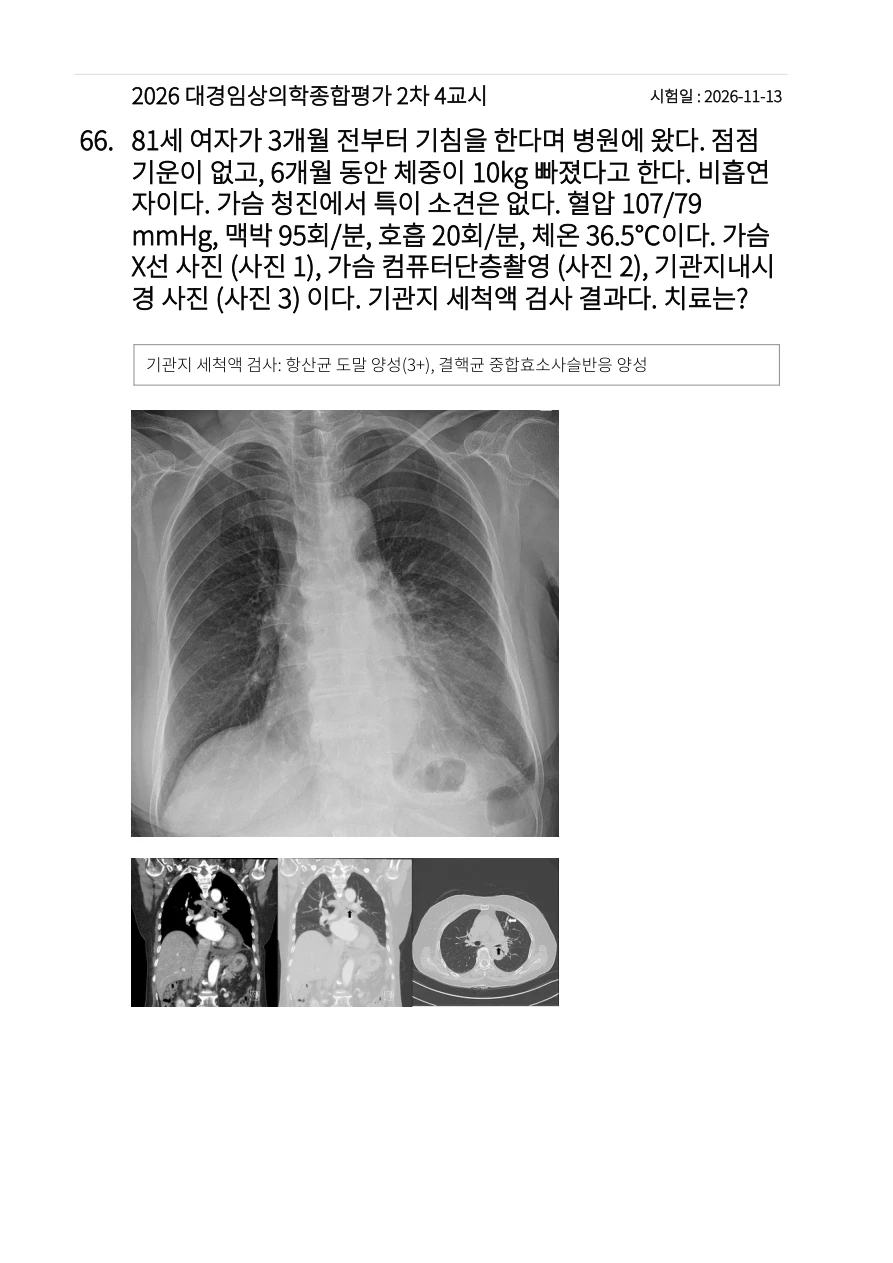 2026 대경임상의학종합평가 2차 4교시
시험일 : 2026-11-13
66. 81세 여자가 3개월 전부터 기침을 한다며 병원에 왔다. 점점
기운이 없고, 6개월 동안 체중이 10kg 빠졌다고 한다. 비흡연
자이다. 가슴 청진에서 특이 소견은 없다. 혈압 107/79
mmHg, 맥박 95회/분, 호흡 20회/분, 체온 36.5℃이다. 가슴
X선 사진 (사진 1), 가슴 컴퓨터단층촬영 (사진 2), 기관지내시
경 사진 (사진 3) 이다. 기관지 세척액 검사 결과다. 치료는?
기관지 세척액 검사: 항산균 도말 양성(3+), 결핵균 중합효소사슬반응 양성